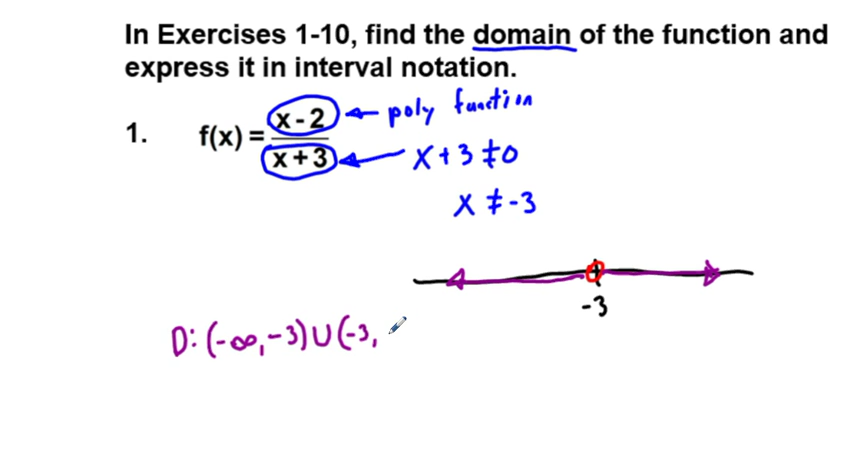 In Exercises 1-10, find the domain of the function and
express it in interval notation.
1. f(x) = x - 2 / x + 3
poly function
x + 3 ≠ 0
x ≠ -3
-3
D: (-∞, -3) ∪ (-3,